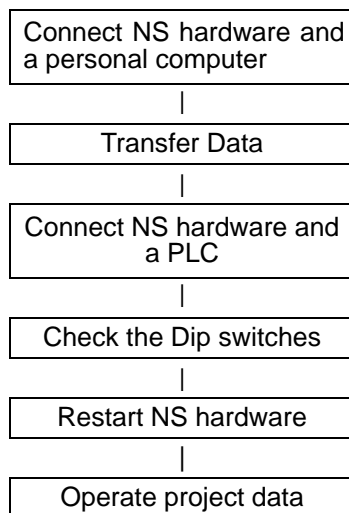 Connect NS hardware and
a personal computer
Transfer Data
Connect NS hardware and
a PLC
Check the Dip switches
Restart NS hardware
Operate project data